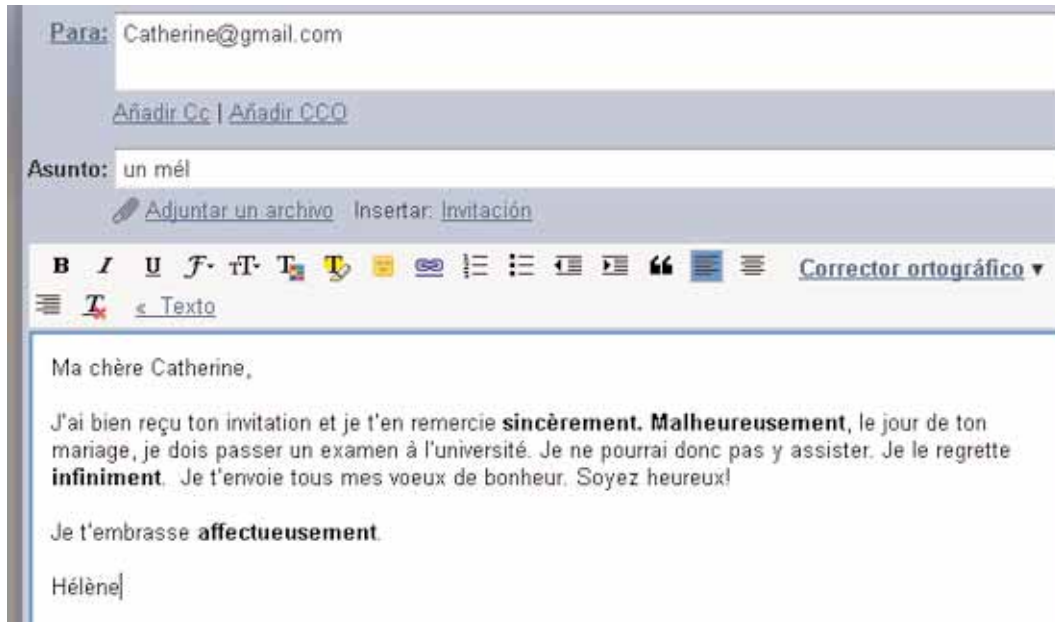 Para: Catherine@gmail.com
Añadir Cc | Añadir CCO
Asunto: un mél
Adjuntar un archivo Insertar: Invitación
B I U F T T T Corrector ortográfico
T « Texto
Ma chère Catherine,
J'ai bien reçu ton invitation et je t'en remercie sincèrement. Malheureusement, le jour de ton
mariage, je dois passer un examen à l'université. Je ne pourrai donc pas y assister. Je le regrette
infiniment. Je t'envoie tous mes voeux de bonheur. Soyez heureux!
Je t'embrasse affectueusement.
Hélène